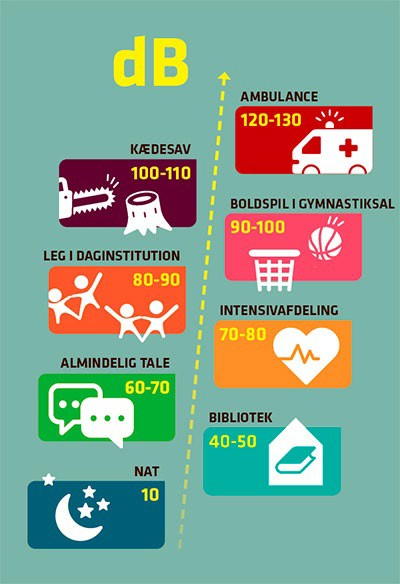 dB
AMBULANCE
120-130
KÆDESAV
100-110
BOLDSPIL I GYMNASTIKSAL
90-100
LEG I DAGINSTITUTION
80-90
INTENSIVAFDELING
70-80
ALMINDELIG TALE
60-70
BIBLIOTEK
40-50
NAT
10